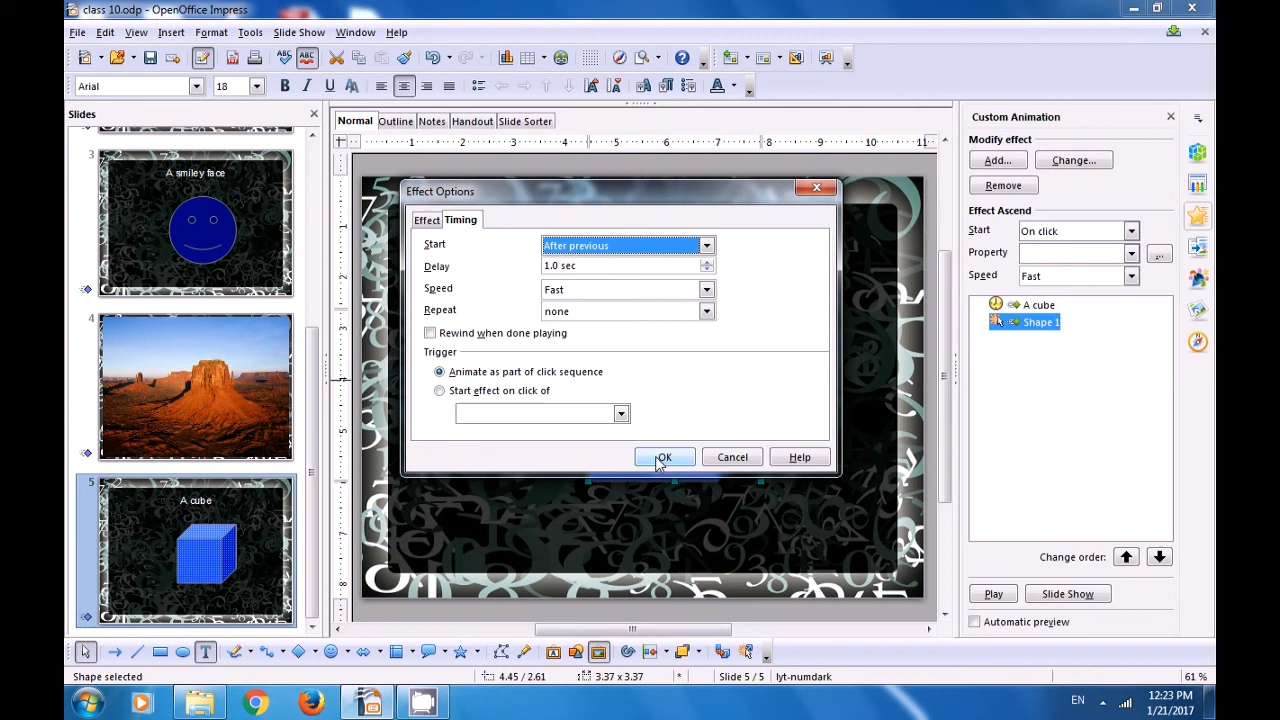 class 10.odp - OpenOffice Impress
File Edit View Insert Format Tools Slide Show Window Help
Arial 18
Slides
Normal Outline Notes Handout Slide Sorter
3
A smiley face
4
5
A cube
Effect Options
Effect Timing
Start After previous
Delay 1.0 sec
Speed Fast
Repeat none
Rewind when done playing
Trigger
Animate as part of click sequence
Start effect on click of
OK Cancel Help
Custom Animation
Modify effect
Add... Change...
Remove
Effect Ascend
Start On click
Property ...
Speed Fast
A cube
Shape 1
Change order:
Play Slide Show
Automatic preview
Shape selected 4.45 / 2.61 3.37 x 3.37 * Slide 5 / 5 lyt-numdark 61 %
EN 12:23 PM
1/21/2017